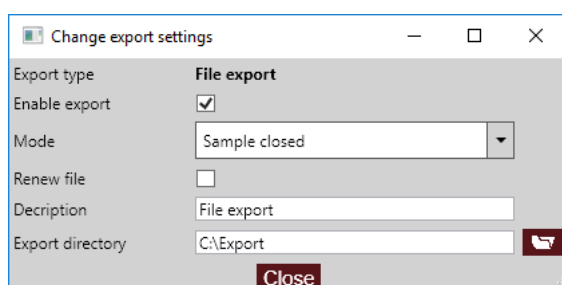 Change export settings
Export type File export
Enable export
Mode Sample closed
Renew file
Decription File export
Export directory C:\Export
Close